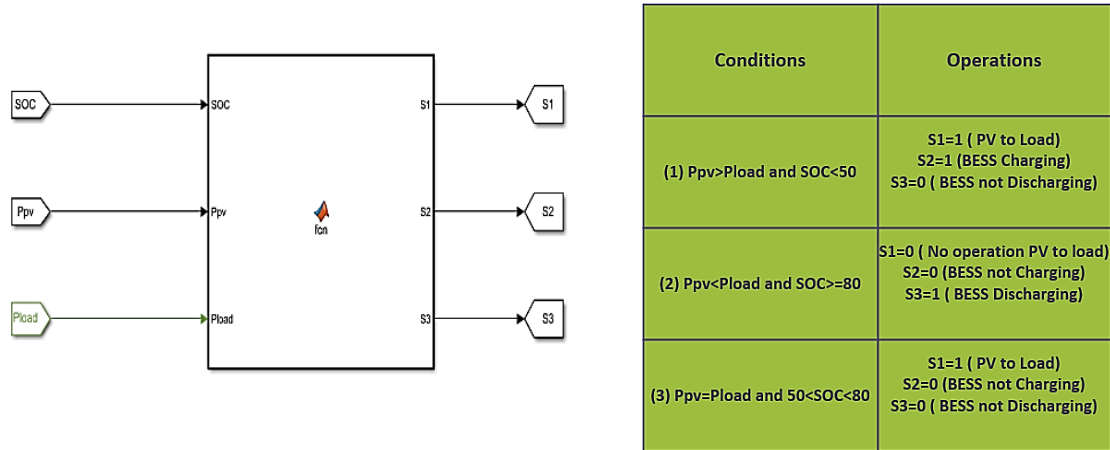 SOC
SOC
S1
S1
Ppv
Ppv
fcn
S2
S2
Pload
Pload
S3
S3
Conditions
Operations
(1) Ppv>Pload and SOC<50
S1=1 ( PV to Load)
S2=1 (BESS Charging)
S3=0 ( BESS not Discharging)
(2) Ppv<Pload and SOC>=80
S1=0 ( No operation PV to load)
S2=0 (BESS not Charging)
S3=1 ( BESS Discharging)
(3) Ppv=Pload and 50<SOC<80
S1=1 ( PV to Load)
S2=0 (BESS not Charging)
S3=0 ( BESS not Discharging)